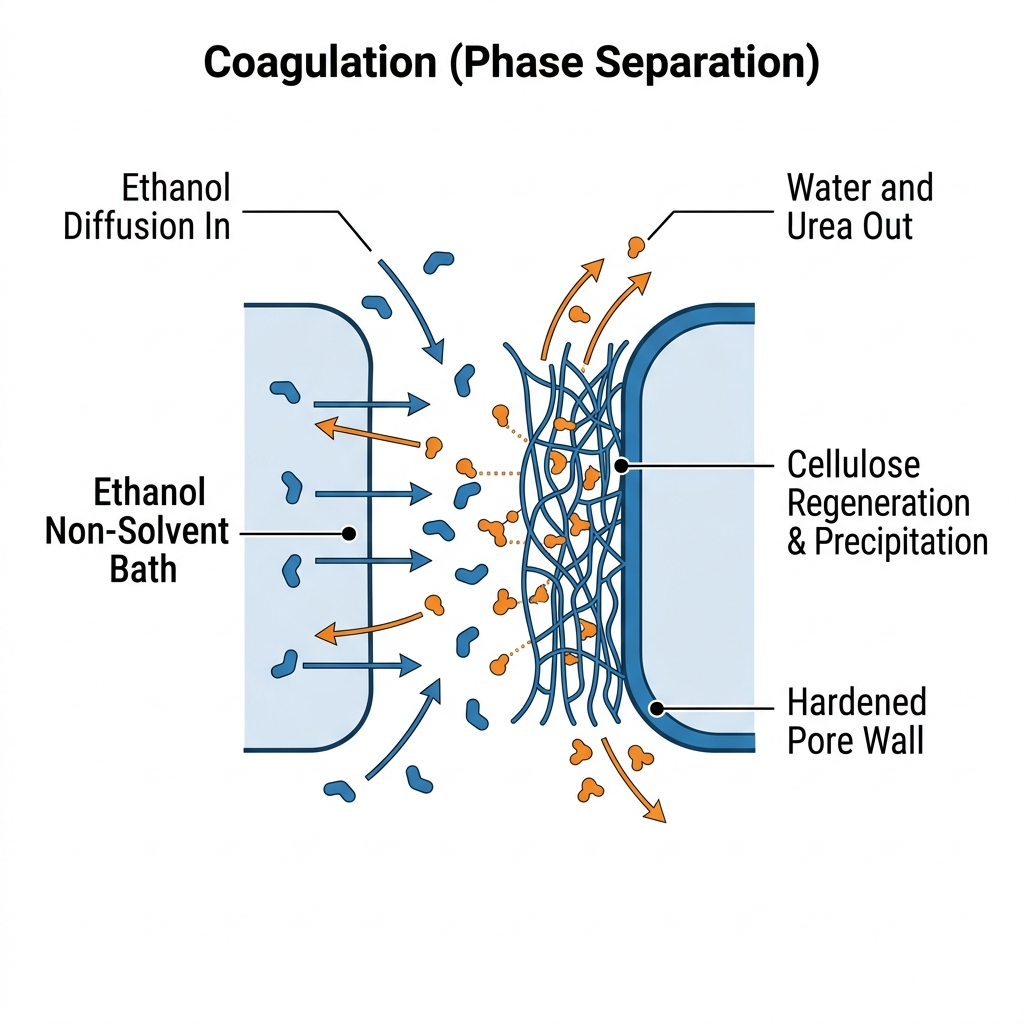 Coagulation (Phase Separation)
Ethanol
Diffusion In
Water and
Urea Out
Ethanol
Non-Solvent
Bath
Cellulose
Regeneration
& Precipitation
Hardened
Pore Wall